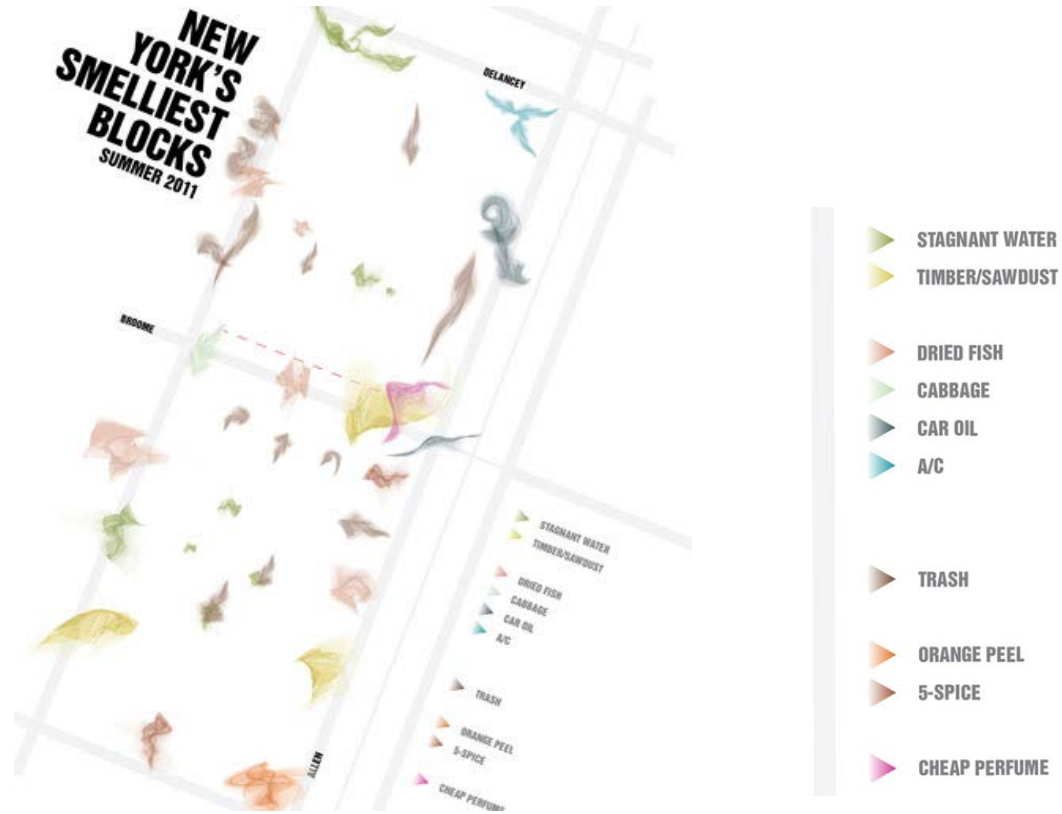 NEW
YORK'S
SMELLIEST
BLOCKS
SUMMER 2011
DELANCEY
BROOME
ALLEN
STAGNANT WATER
TIMBER/SAWDUST
DRIED FISH
CABBAGE
CAR OIL
A/C
TRASH
ORANGE PEEL
5-SPICE
CHEAP PERFUME
STAGNANT WATER
TIMBER/SAWDUST
DRIED FISH
CABBAGE
CAR OIL
A/C
TRASH
ORANGE PEEL
5-SPICE
CHEAP PERFUME